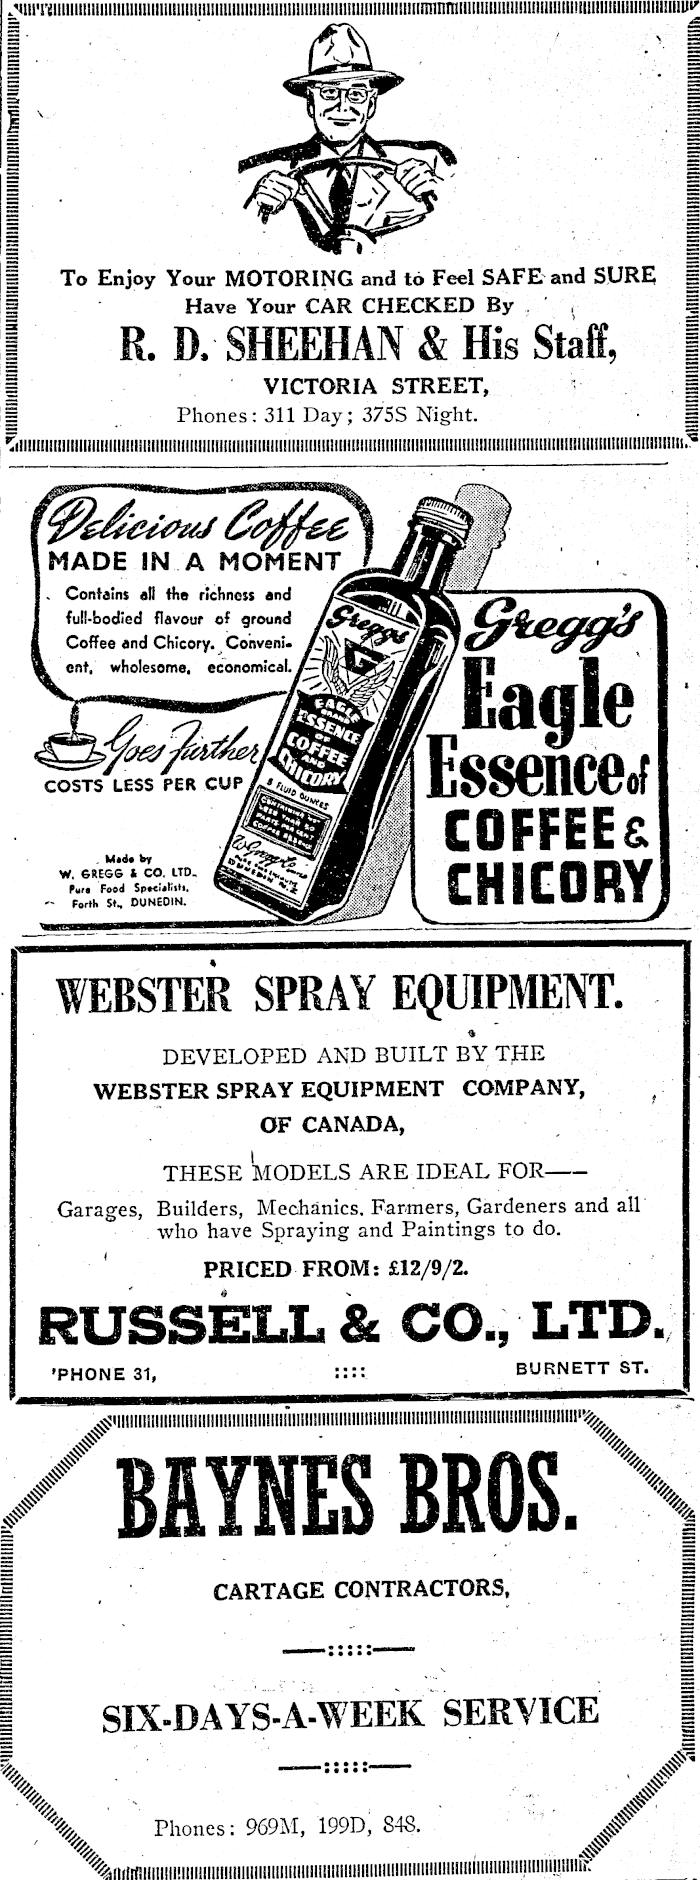 To Enjoy Your MOTORING and to Feel SAFE and SURE
Have Your CAR CHECKED By
R. D. SHEEHAN & His Staff,
VICTORIA STREET,
Phones: 311 Day; 375S Night.
Delicious Coffee
MADE IN A MOMENT
Contains all the richness and
full-bodied flavour of ground
Coffee and Chicory. Conveni-
ent, wholesome, economical.
Goes Further
COSTS LESS PER CUP
Made by
W. GREGG & CO. LTD.
Pure Food Specialists,
Forth St., DUNEDIN.
Gregg's
EAGLE
ESSENCE
OF
COFFEE
AND
CHICORY
8 FLUID OUNCES
DUNEDIN N.Z.
Gregg's
Eagle
Essence of
COFFEE &
CHICORY
WEBSTER SPRAY EQUIPMENT.
DEVELOPED AND BUILT BY THE
WEBSTER SPRAY EQUIPMENT COMPANY,
OF CANADA,
THESE MODELS ARE IDEAL FOR——
Garages, Builders, Mechanics, Farmers, Gardeners and all
who have Spraying and Paintings to do.
PRICED FROM: £12/9/2.
RUSSELL & CO., LTD.
'PHONE 31, :::: BURNETT ST.
BAYNES BROS.
CARTAGE CONTRACTORS,
SIX-DAYS-A-WEEK SERVICE
Phones: 969M, 199D, 848.